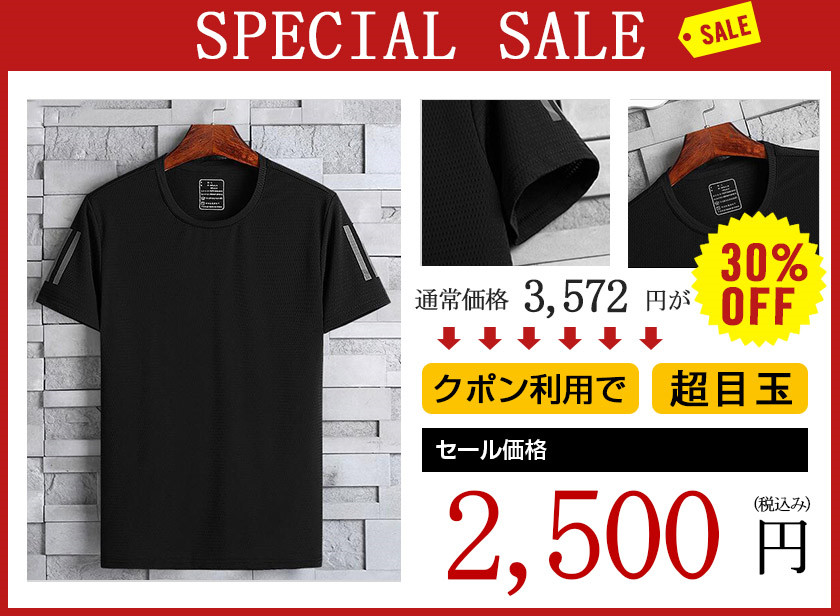 SPECIAL SALE
SALE
30%
OFF
通常価格 3,572 円が
クポン利用で
超目玉
セール価格
2,500 円
(税込み)